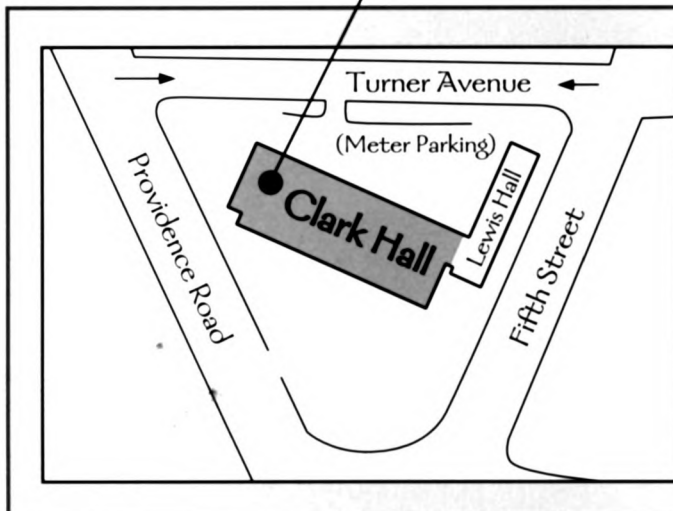 Turner Avenue
(Meter Parking)
Providence Road
Clark Hall
Lewis Hall
Fifth Street